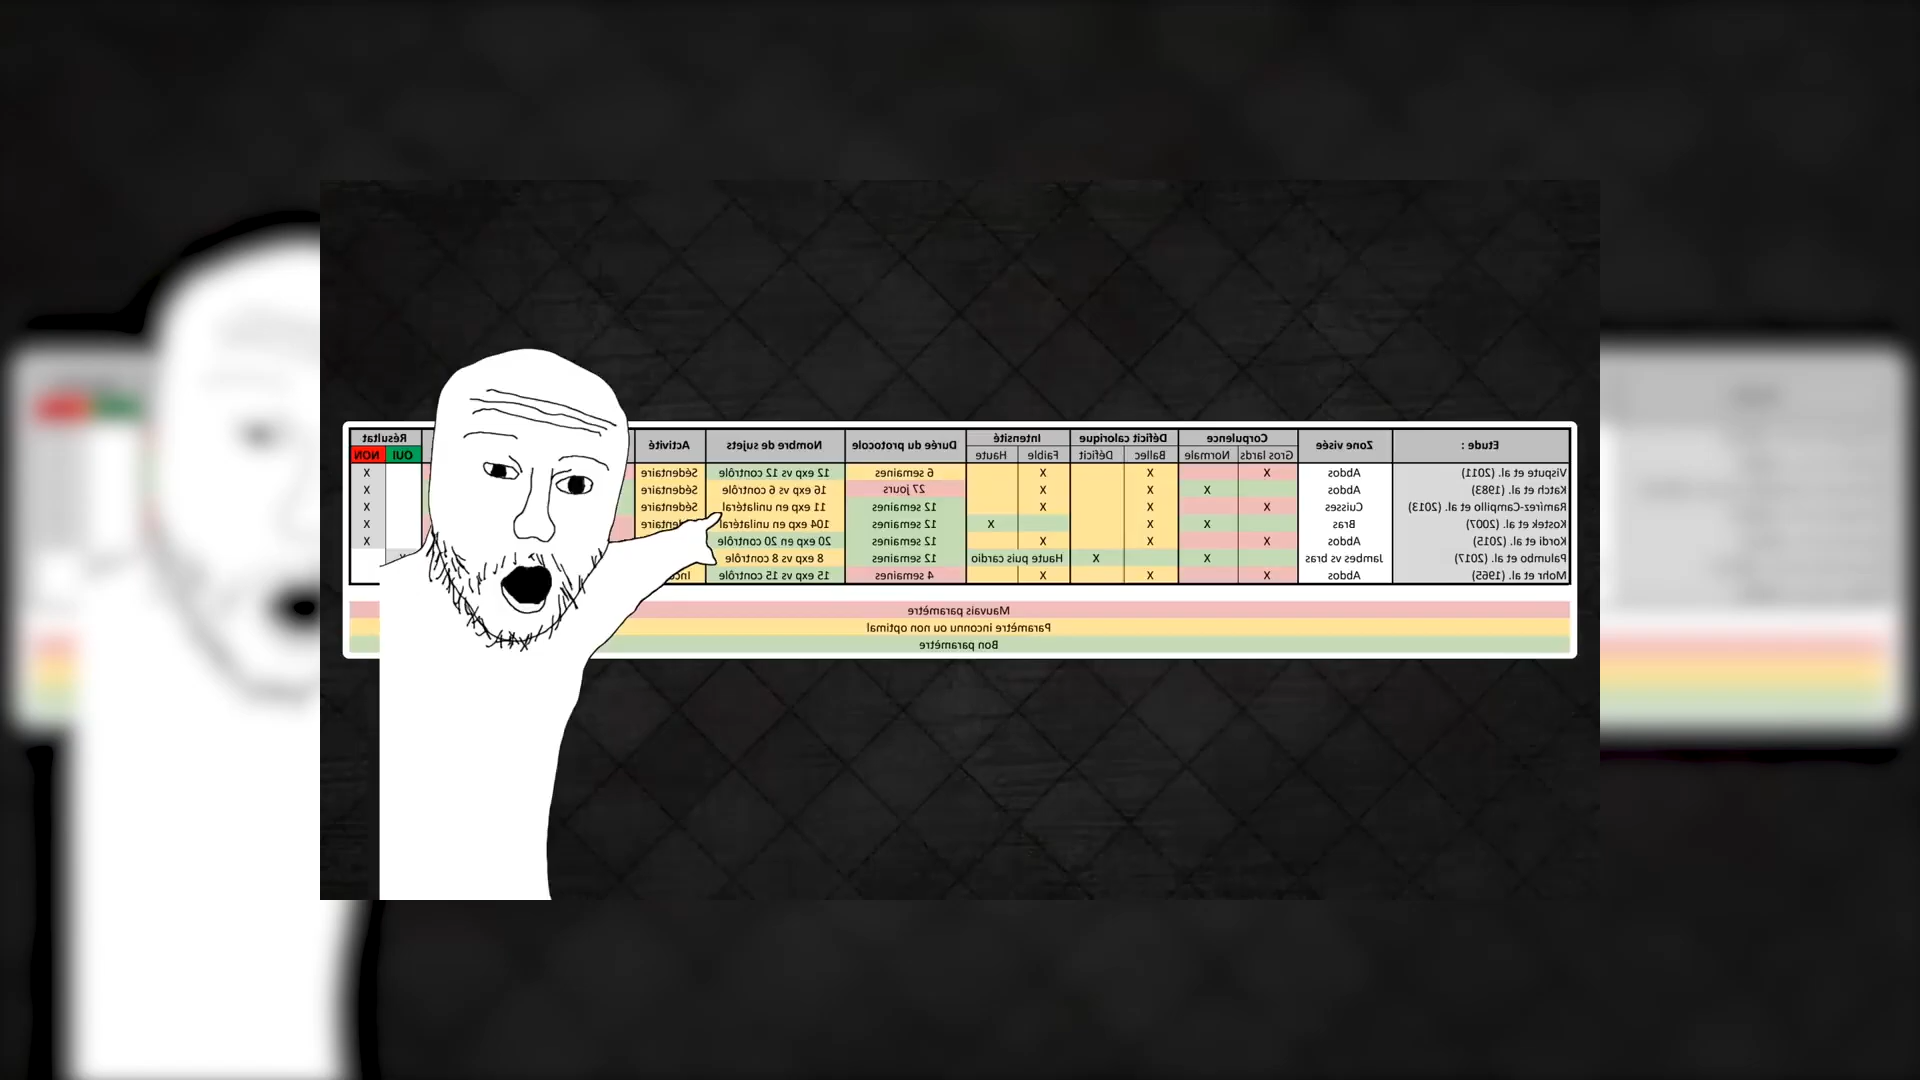 Etude : Zone visée Corpulence Déficit calorique Intensité Durée du protocole Nombre de sujets Activité Résultat
Gros lards Normale Ballec Déficit Faible Haute OUI NON
Vispute et al. (2011) Abdos X X X 6 semaines 12 exp vs 12 contrôle Sédentaire X
Katch et al. (1983) Abdos X X X 27 jours 16 exp vs 6 contrôle Sédentaire X
Ramírez-Campillo et al. (2013) Cuisses X X X 12 semaines 11 exp en unilatéral Sédentaire X
Kostek et al. (2007) Bras X X X 12 semaines 104 exp en unilatéral X
Kordi et al. (2015) Abdos X X X 12 semaines 20 exp en 20 contrôle X
Palumbo et al. (2017) Jambes vs bras X X Haute puis cardio 12 semaines 8 exp vs 8 contrôle
Mohr et al. (1965) Abdos X X X 4 semaines 15 exp vs 15 contrôle
Mauvais paramètre
Paramètre inconnu ou non optimal
Bon paramètre